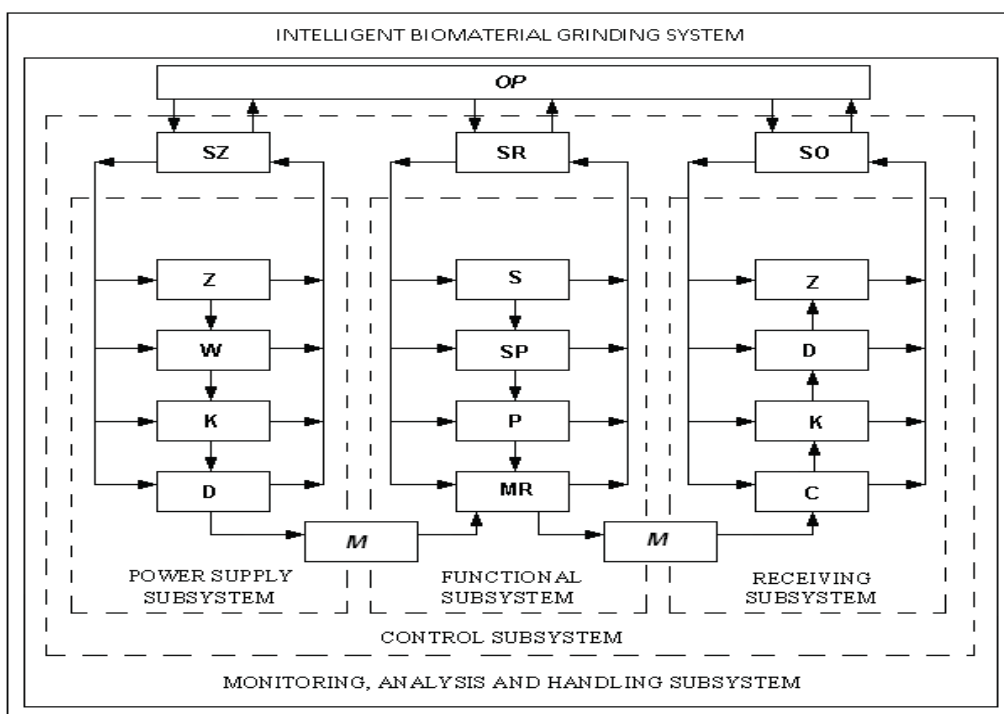 INTELLIGENT BIOMATERIAL GRINDING SYSTEM
OP
SZ
SR
SO
Z
S
Z
W
SP
D
K
P
K
D
MR
C
M
M
POWER SUPPLY
SUBSYSTEM
FUNCTIONAL
SUBSYSTEM
RECEIVING
SUBSYSTEM
CONTROL SUBSYSTEM
MONITORING, ANALYSIS AND HANDLING SUBSYSTEM